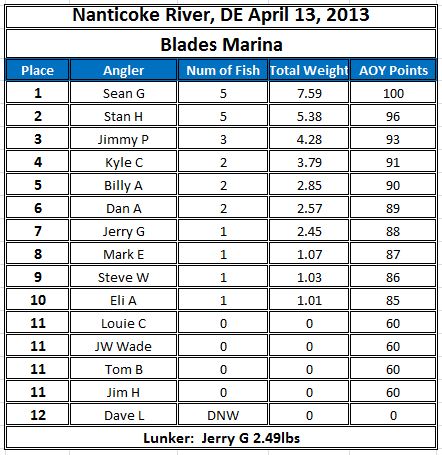 Nanticoke River, DE April 13, 2013
Blades Marina
Place Angler Num of Fish Total Weight AOY Points
1 Sean G 5 7.59 100
2 Stan H 5 5.38 96
3 Jimmy P 3 4.28 93
4 Kyle C 2 3.79 91
5 Billy A 2 2.85 90
6 Dan A 2 2.57 89
7 Jerry G 1 2.45 88
8 Mark E 1 1.07 87
9 Steve W 1 1.03 86
10 Eli A 1 1.01 85
11 Louie C 0 0 60
11 JW Wade 0 0 60
11 Tom B 0 0 60
11 Jim H 0 0 60
12 Dave L DNW 0 0
Lunker: Jerry G 2.49lbs